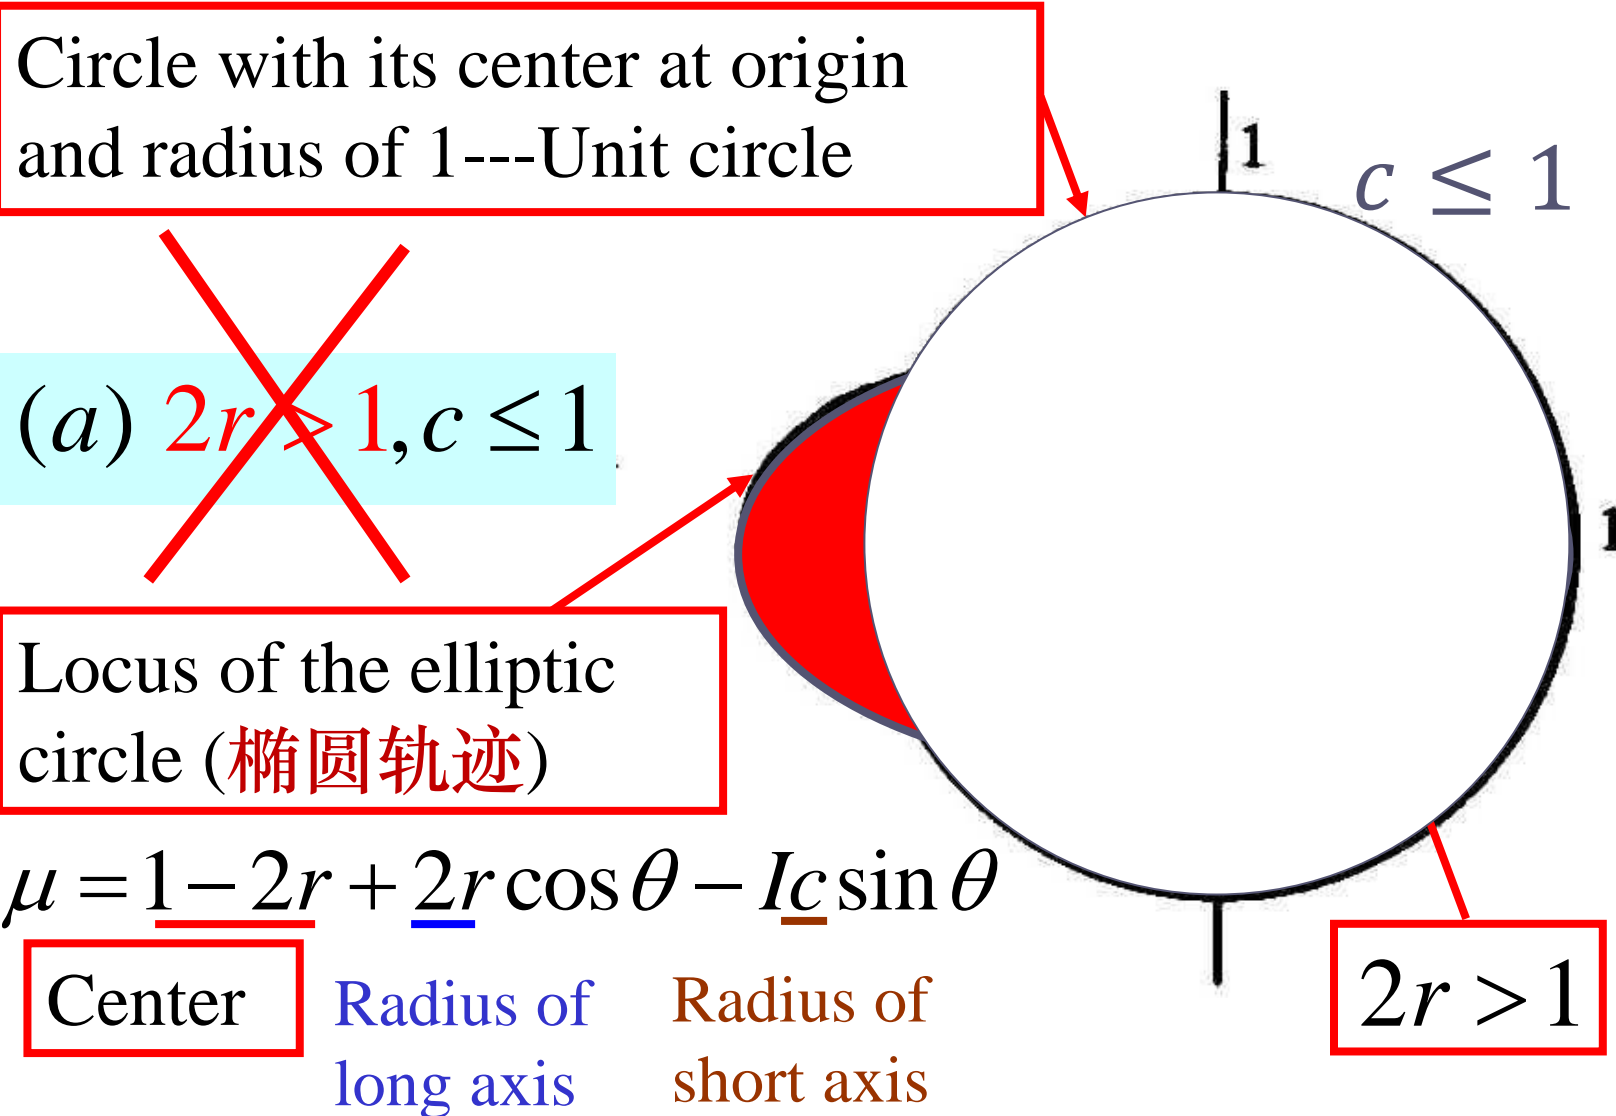 Circle with its center at origin
and radius of 1---Unit circle
1
c ≤ 1
(a) 2r > 1, c ≤ 1
1
Locus of the elliptic
circle (椭圆轨迹)
μ = 1 − 2r + 2r cos θ − Ic sin θ
Center
Radius of
long axis
Radius of
short axis
2r > 1